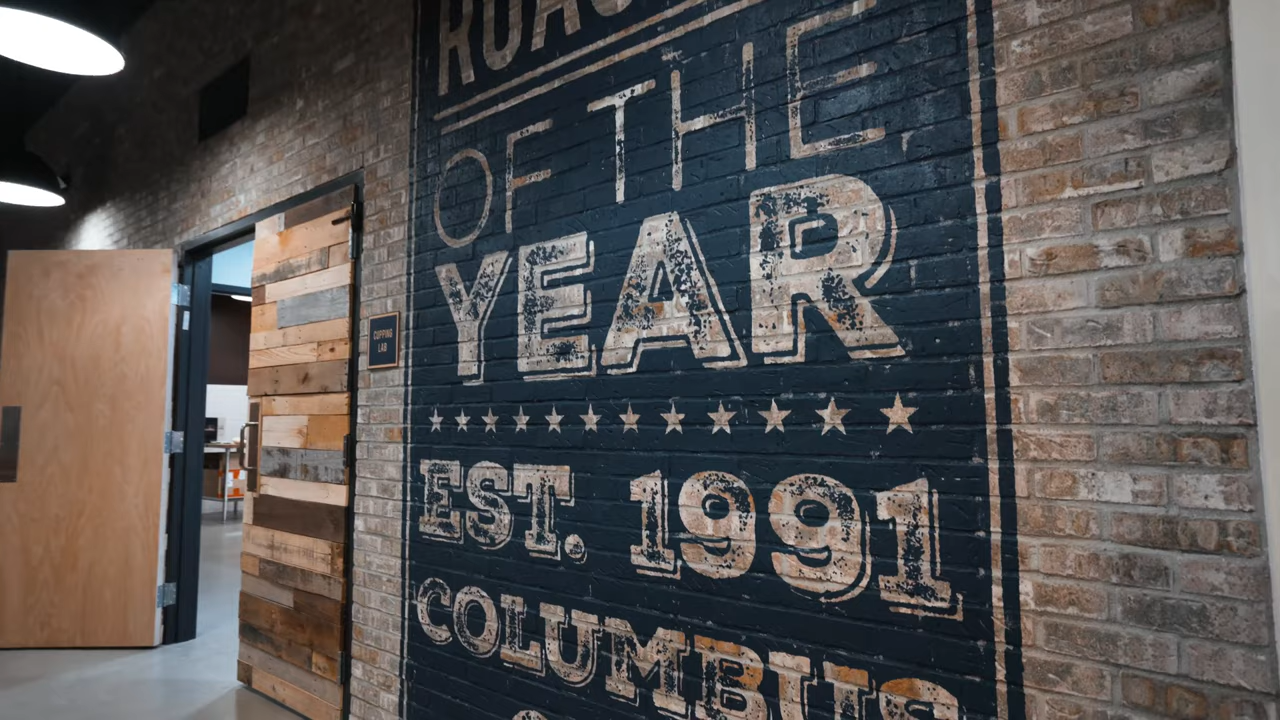 OF THE
YEAR
EST. 1991
COLUMBUS
CUPPING
LAB